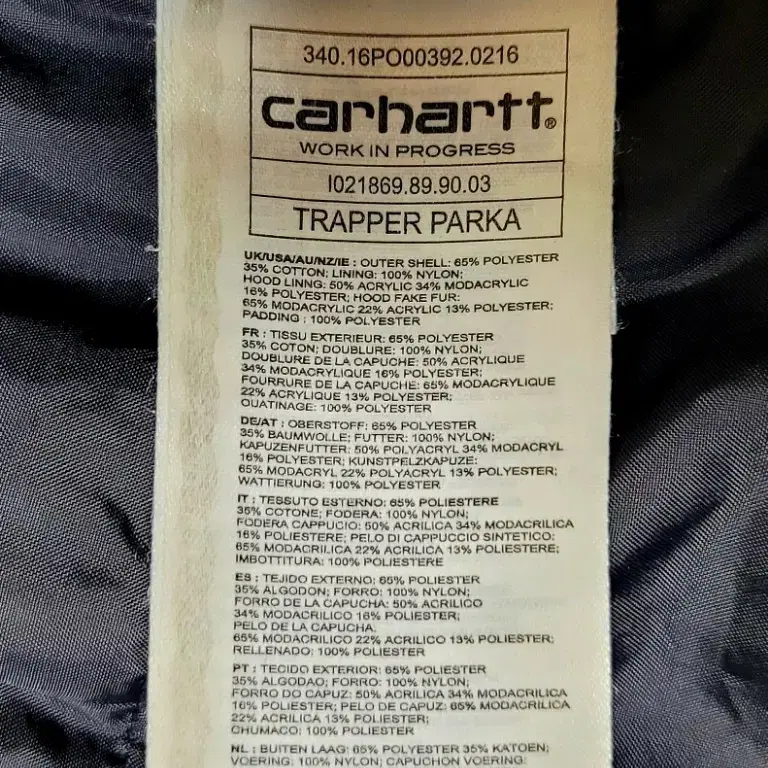 340.16PO00392.0216
carhartt®
WORK IN PROGRESS
I021869.89.90.03
TRAPPER PARKA
UK/USA/AU/NZ/IE : OUTER SHELL: 65% POLYESTER
35% COTTON; LINING: 100% NYLON;
HOOD LINNG: 50% ACRYLIC 34% MODACRYLIC
16% POLYESTER; HOOD FAKE FUR:
65% MODACRYLIC 22% ACRYLIC 13% POLYESTER;
PADDING : 100% POLYESTER
FR : TISSU EXTERIEUR: 65% POLYESTER
35% COTON; DOUBLURE: 100% NYLON;
DOUBLURE DE LA CAPUCHE: 50% ACRYLIQUE
34% MODACRYLIQUE 16% POLYESTER;
FOURRURE DE LA CAPUCHE: 65% MODACRYLIQUE
22% ACRYLIQUE 13% POLYESTER;
OUATINAGE: 100% POLYESTER
DE/AT : OBERSTOFF: 65% POLYESTER
35% BAUMWOLLE; FUTTER: 100% NYLON;
KAPUZENFUTTER: 50% POLYACRYL 34% MODACRYL
16% POLYESTER; KUNSTPELZKAPUZE:
65% MODACRYL 22% POLYACRYL 13% POLYESTER;
WATTIERUNG: 100% POLYESTER
IT : TESSUTO ESTERNO: 65% POLIESTERE
35% COTONE; FODERA: 100% NYLON;
FODERA CAPPUCIO: 50% ACRILICA 34% MODACRILICA
16% POLIESTERE; PELO DI CAPPUCCIO SINTETICO:
65% MODACRILICA 22% ACRILICA 13% POLIESTERE;
IMBOTTITURA: 100% POLIESTERE
ES : TEJIDO EXTERNO: 65% POLIESTER
35% ALGODON; FORRO: 100% NYLON;
FORRO DE LA CAPUCHA: 50% ACRILICO
34% MODACRILICO 16% POLIESTER;
PELO DE LA CAPUCHA:
65% MODACRILICO 22% ACRILICO 13% POLIESTER;
RELLENADO: 100% POLIESTER
PT : TECIDO EXTERIOR: 65% POLIESTER
35% ALGODAO; FORRO: 100% NYLON;
FORRO DO CAPUZ: 50% ACRILICA 34% MODACRILICA
16% POLIESTER; PELO DE CAPUZ: 65% MODACRILICA
22% ACRILICA 13% POLIESTER;
CHUMACO: 100% POLIESTER
NL : BUITEN LAAG: 65% POLYESTER 35% KATOEN;
VOERING: 100% NYLON; CAPUCHON VOERING: